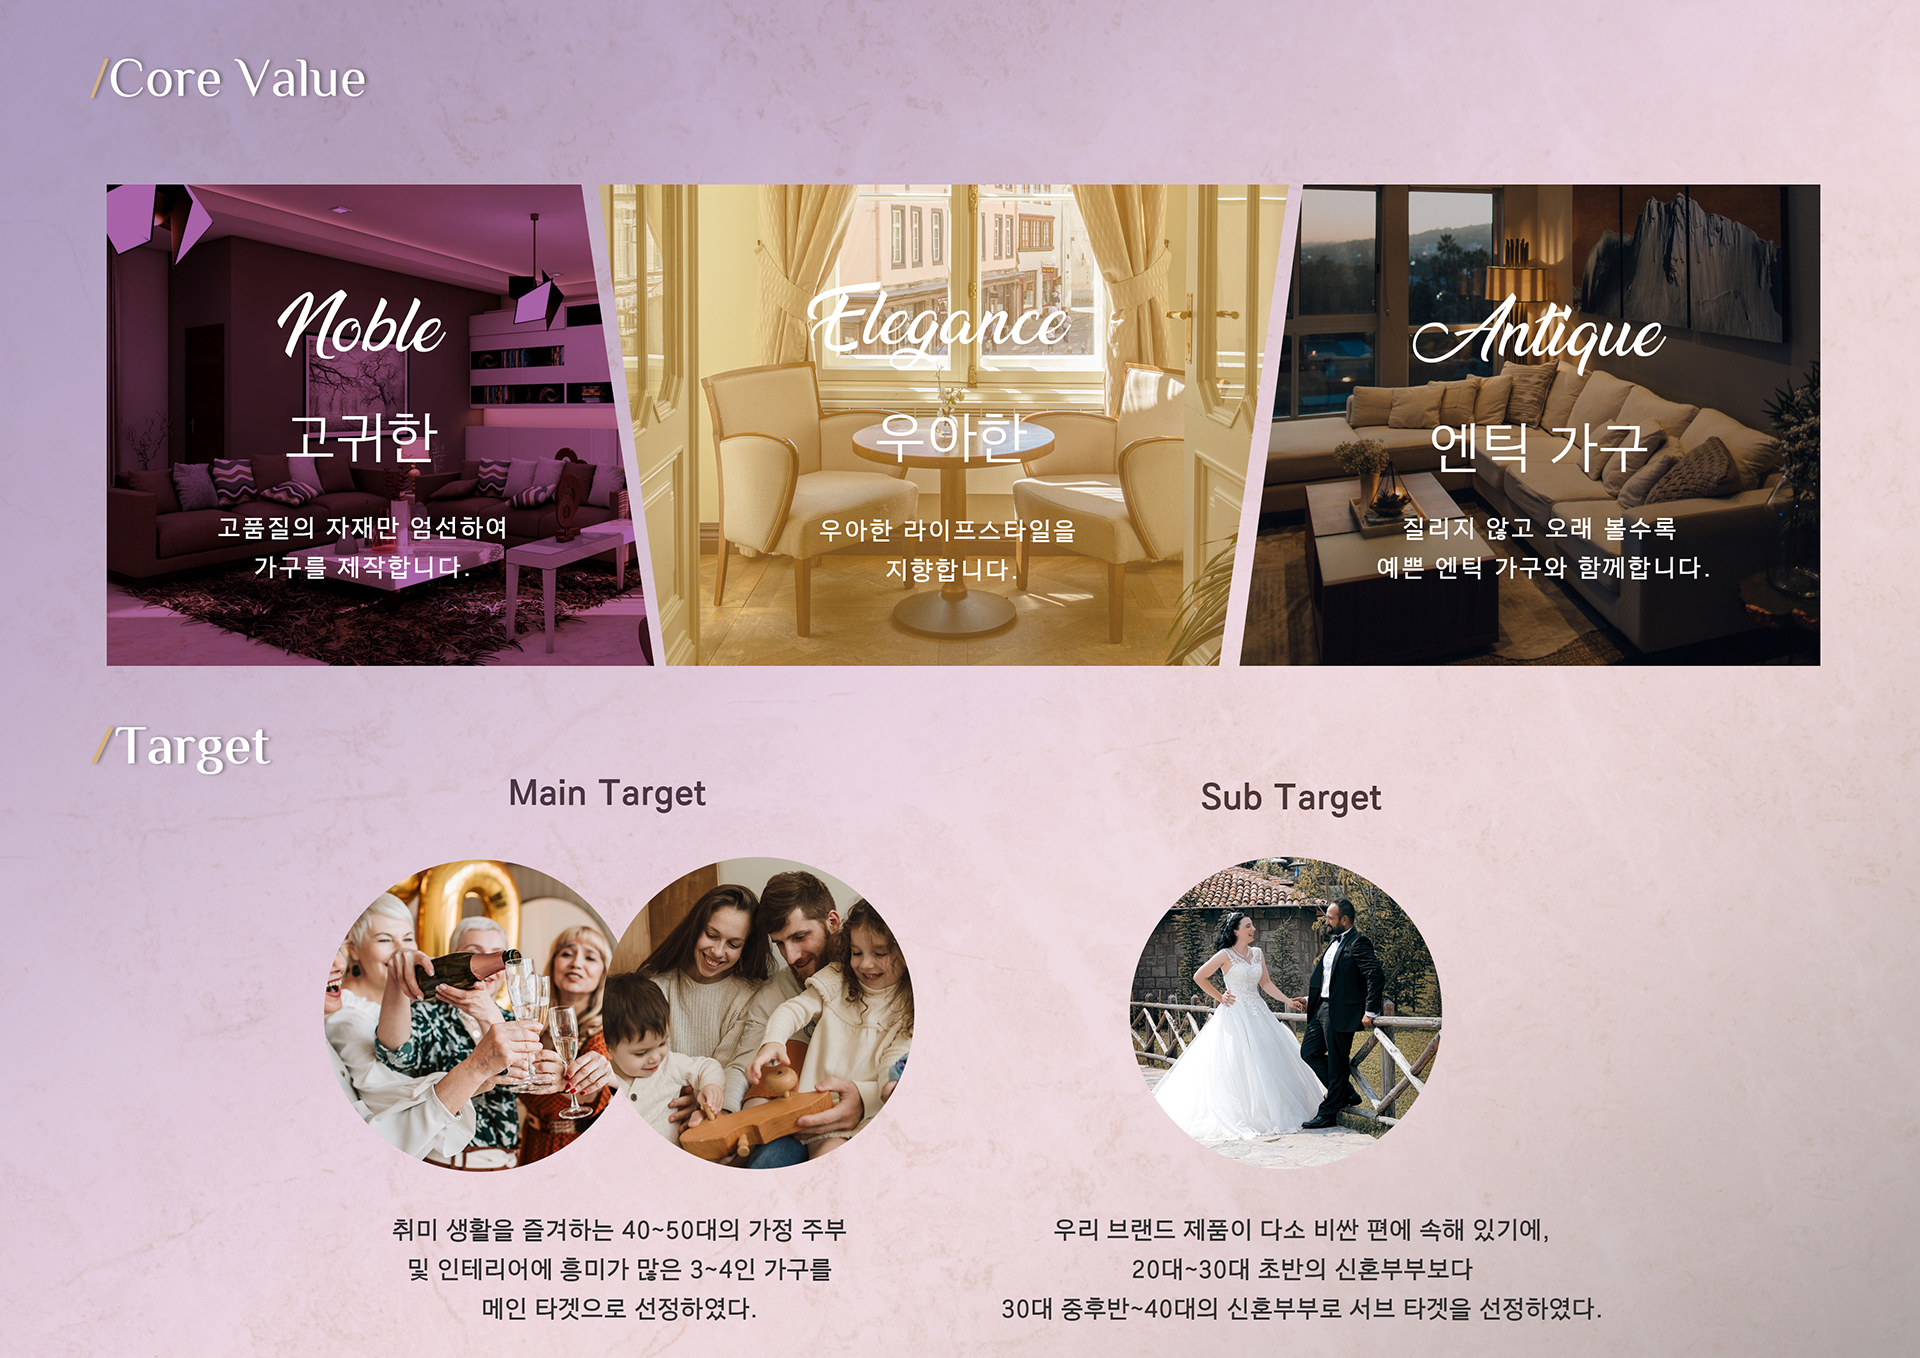 /Core Value
Noble
고귀한
고품질의 자재만 엄선하여
가구를 제작합니다.
Elegance
우아한
우아한 라이프스타일을
지향합니다.
Antique
엔틱 가구
질리지 않고 오래 볼수록
예쁜 엔틱 가구와 함께합니다.
/Target
Main Target
취미 생활을 즐겨하는 40~50대의 가정 주부
및 인테리어에 흥미가 많은 3~4인 가구를
메인 타겟으로 선정하였다.
Sub Target
우리 브랜드 제품이 다소 비싼 편에 속해 있기에,
20대~30대 초반의 신혼부부보다
30대 중후반~40대의 신혼부부로 서브 타겟을 선정하였다.